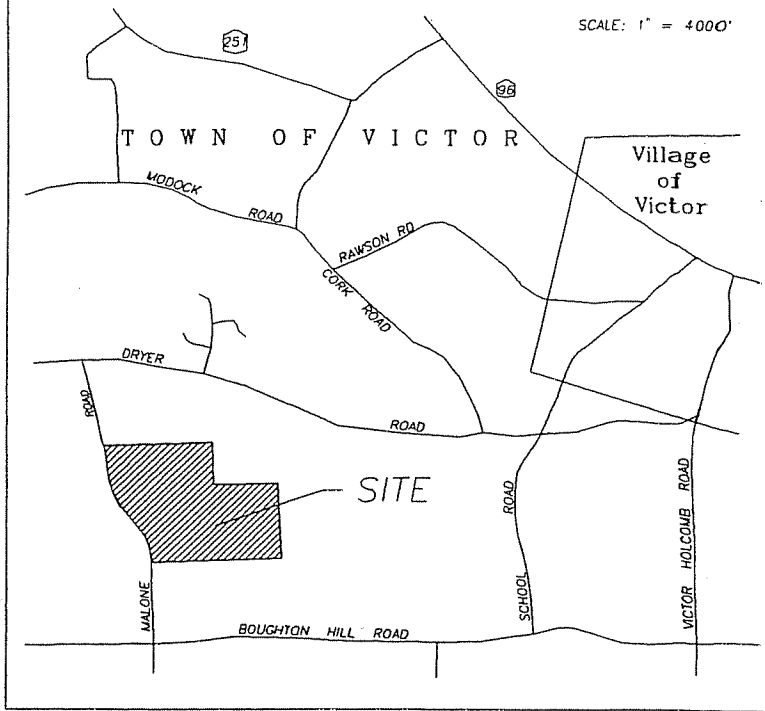 SCALE: 1" = 4000'
251
96
TOWN OF VICTOR
Village
of
Victor
MODOCK
ROAD
RAWSON RD
CORK
ROAD
DRYER
ROAD
ROAD
SITE
ROAD
SCHOOL
VICTOR HOLCOMB ROAD
MALONE
BOUGHTON HILL ROAD